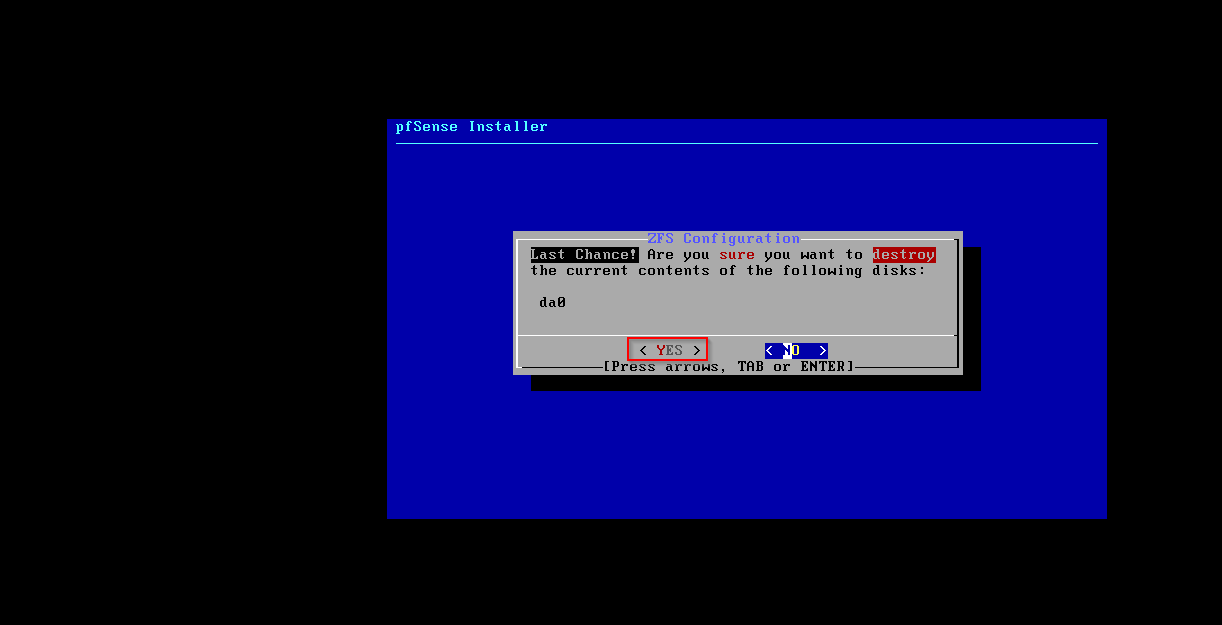 pfSense Installer
ZFS Configuration
Last Chance! Are you sure you want to destroy
the current contents of the following disks:
da0
< YES > < NO >
[Press arrows, TAB or ENTER]